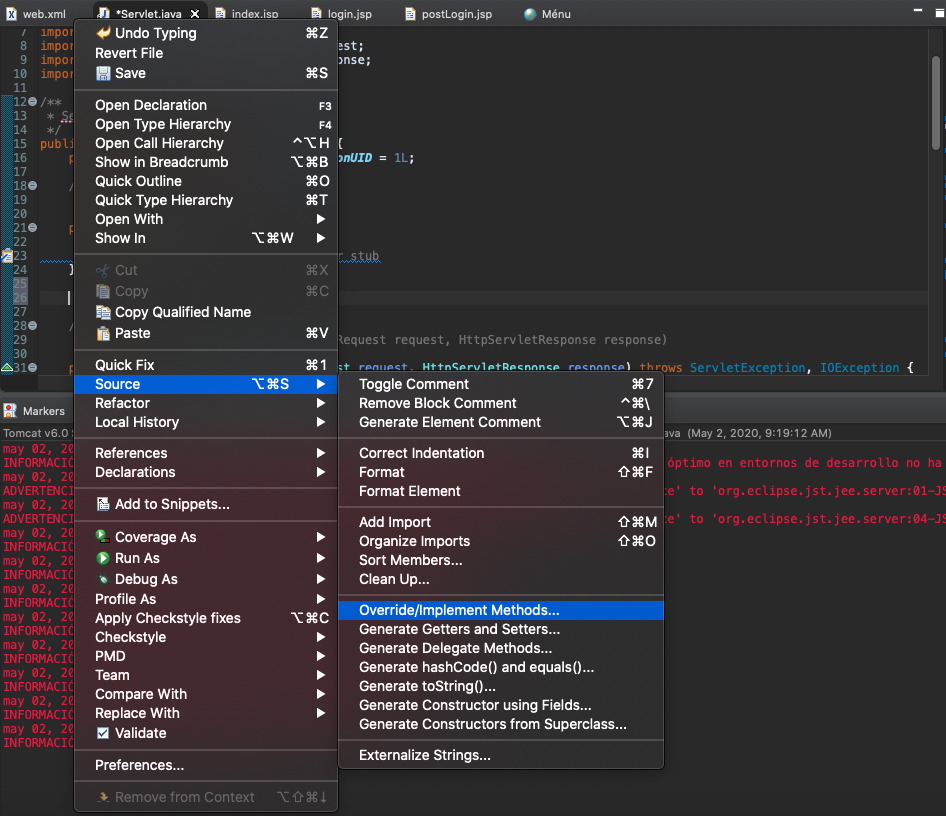 web.xml
*Servlet.java
index.jsp
login.jsp
postLogin.jsp
Ménu
7 impor
8 impor est;
9 impor onse;
10 impor
11
12 /**
13 * Se
14 */
15 publi {
16 p onUID = 1L;
17
18 /
19
20
21 p
22
23 r stub
24 }
25
26
27
28 /
29 Request request, HttpServletResponse response)
30
31 p st request, HttpServletResponse response) throws ServletException, IOException {
Undo Typing ⌘Z
Revert File
Save ⌘S
Open Declaration F3
Open Type Hierarchy F4
Open Call Hierarchy ^⌥H
Show in Breadcrumb ⌥⌘B
Quick Outline ⌘O
Quick Type Hierarchy ⌘T
Open With ▶
Show In ⌥⌘W ▶
Cut ⌘X
Copy ⌘C
Copy Qualified Name
Paste ⌘V
Quick Fix ⌘1
Source ⌥⌘S ▶
Refactor ▶
Local History ▶
References ▶
Declarations ▶
Add to Snippets...
Coverage As ▶
Run As ▶
Debug As ▶
Profile As ▶
Apply Checkstyle fixes ⌥⌘C
Checkstyle ▶
PMD ▶
Team ▶
Compare With ▶
Replace With ▶
Validate
Preferences...
Remove from Context ⌥⇧⌘↓
Toggle Comment ⌘7
Remove Block Comment ^⌘\
Generate Element Comment ⌥⌘J
Correct Indentation ⌘I
Format ⇧⌘F
Format Element
Add Import ⇧⌘M
Organize Imports ⇧⌘O
Sort Members...
Clean Up...
Override/Implement Methods...
Generate Getters and Setters...
Generate Delegate Methods...
Generate hashCode() and equals()...
Generate toString()...
Generate Constructor using Fields...
Generate Constructors from Superclass...
Externalize Strings...
Markers
Tomcat v6.0 S ava (May 2, 2020, 9:19:12 AM)
may 02, 20
INFORMACIÓ óptimo en entornos de desarrollo no ha
may 02, 20
ADVERTENCI te' to 'org.eclipse.jst.jee.server:01-JS
may 02, 20
ADVERTENCI te' to 'org.eclipse.jst.jee.server:04-JS
may 02, 20
INFORMACIÓ
may 02, 20
INFORMACIÓ
may 02, 20
INFORMACIÓ
may 02, 20
INFORMACIÓ
may 02, 20
INFORMACIÓ
may 02, 20
INFORMACIÓ
may 02, 20
INFORMACIÓ
may 02, 20
INFORMACIÓ